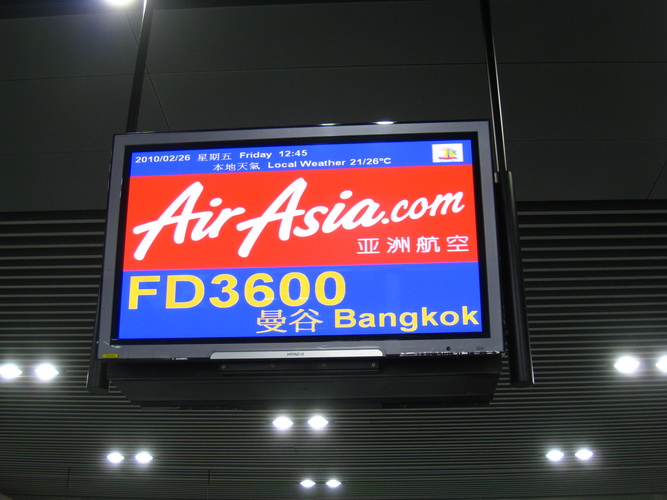 2010/02/26 星期五 Friday 12:45
本地天氣 Local Weather 21/26°C
AirAsia.com
亚洲航空
FD3600
曼谷 Bangkok
HITACHI